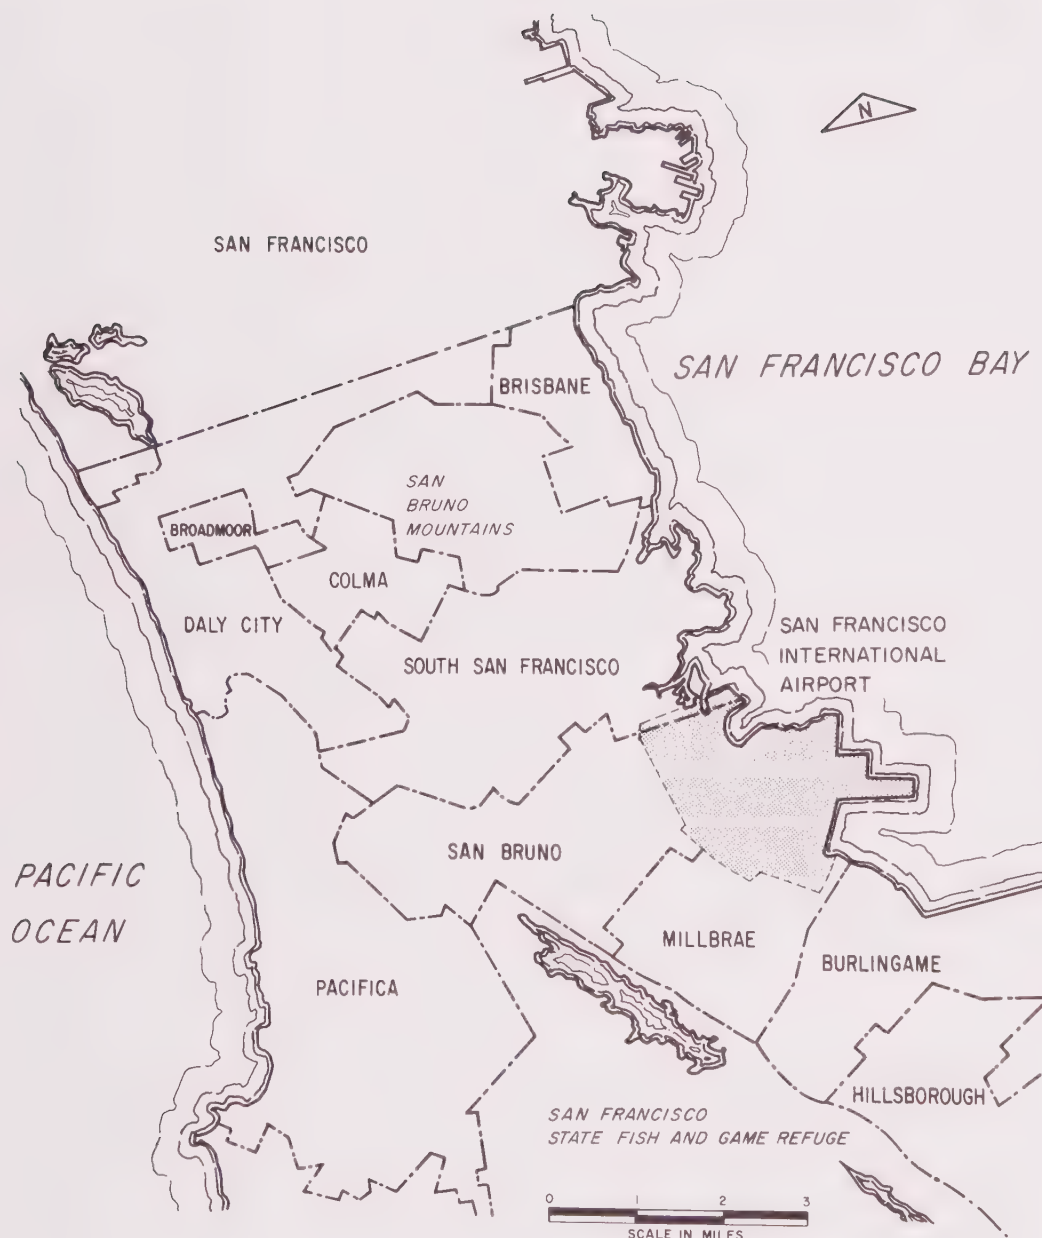 N
SAN FRANCISCO
SAN FRANCISCO BAY
BRISBANE
SAN
BRUNO
MOUNTAINS
BROADMOOR
COLMA
DALY CITY
SAN FRANCISCO
INTERNATIONAL
AIRPORT
SOUTH SAN FRANCISCO
SAN BRUNO
PACIFIC
OCEAN
MILLBRAE
BURLINGAME
PACIFICA
HILLSBOROUGH
SAN FRANCISCO
STATE FISH AND GAME REFUGE
0 1 2 3
SCALE IN MILES